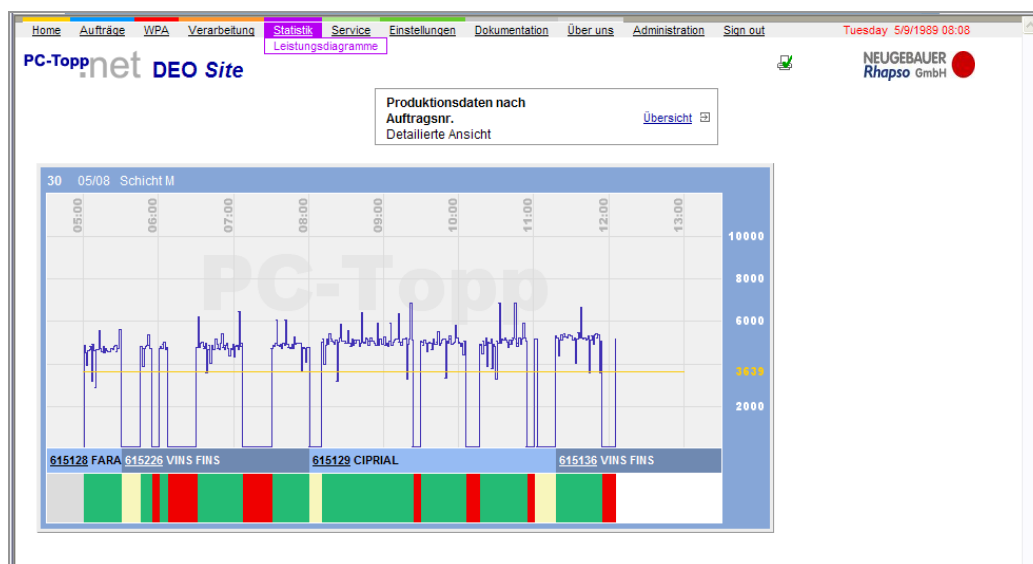 Home Aufträge WPA Verarbeitung Statistik Service Einstellungen Dokumentation Über uns Administration Sign out Tuesday 5/9/1989 08:08
Leistungsdiagramme
PC-Topp.net DEO Site
NEUGEBAUER
Rhapso GmbH
Produktionsdaten nach
Auftragsnr. Übersicht
Detailierte Ansicht
30 05/08 Schicht M
05:00 06:00 07:00 08:00 09:00 10:00 11:00 12:00 13:00
10000
PC-Topp
8000
6000
3639
2000
615128 FARA 615226 VINS FINS 615129 CIPRIAL 615136 VINS FINS